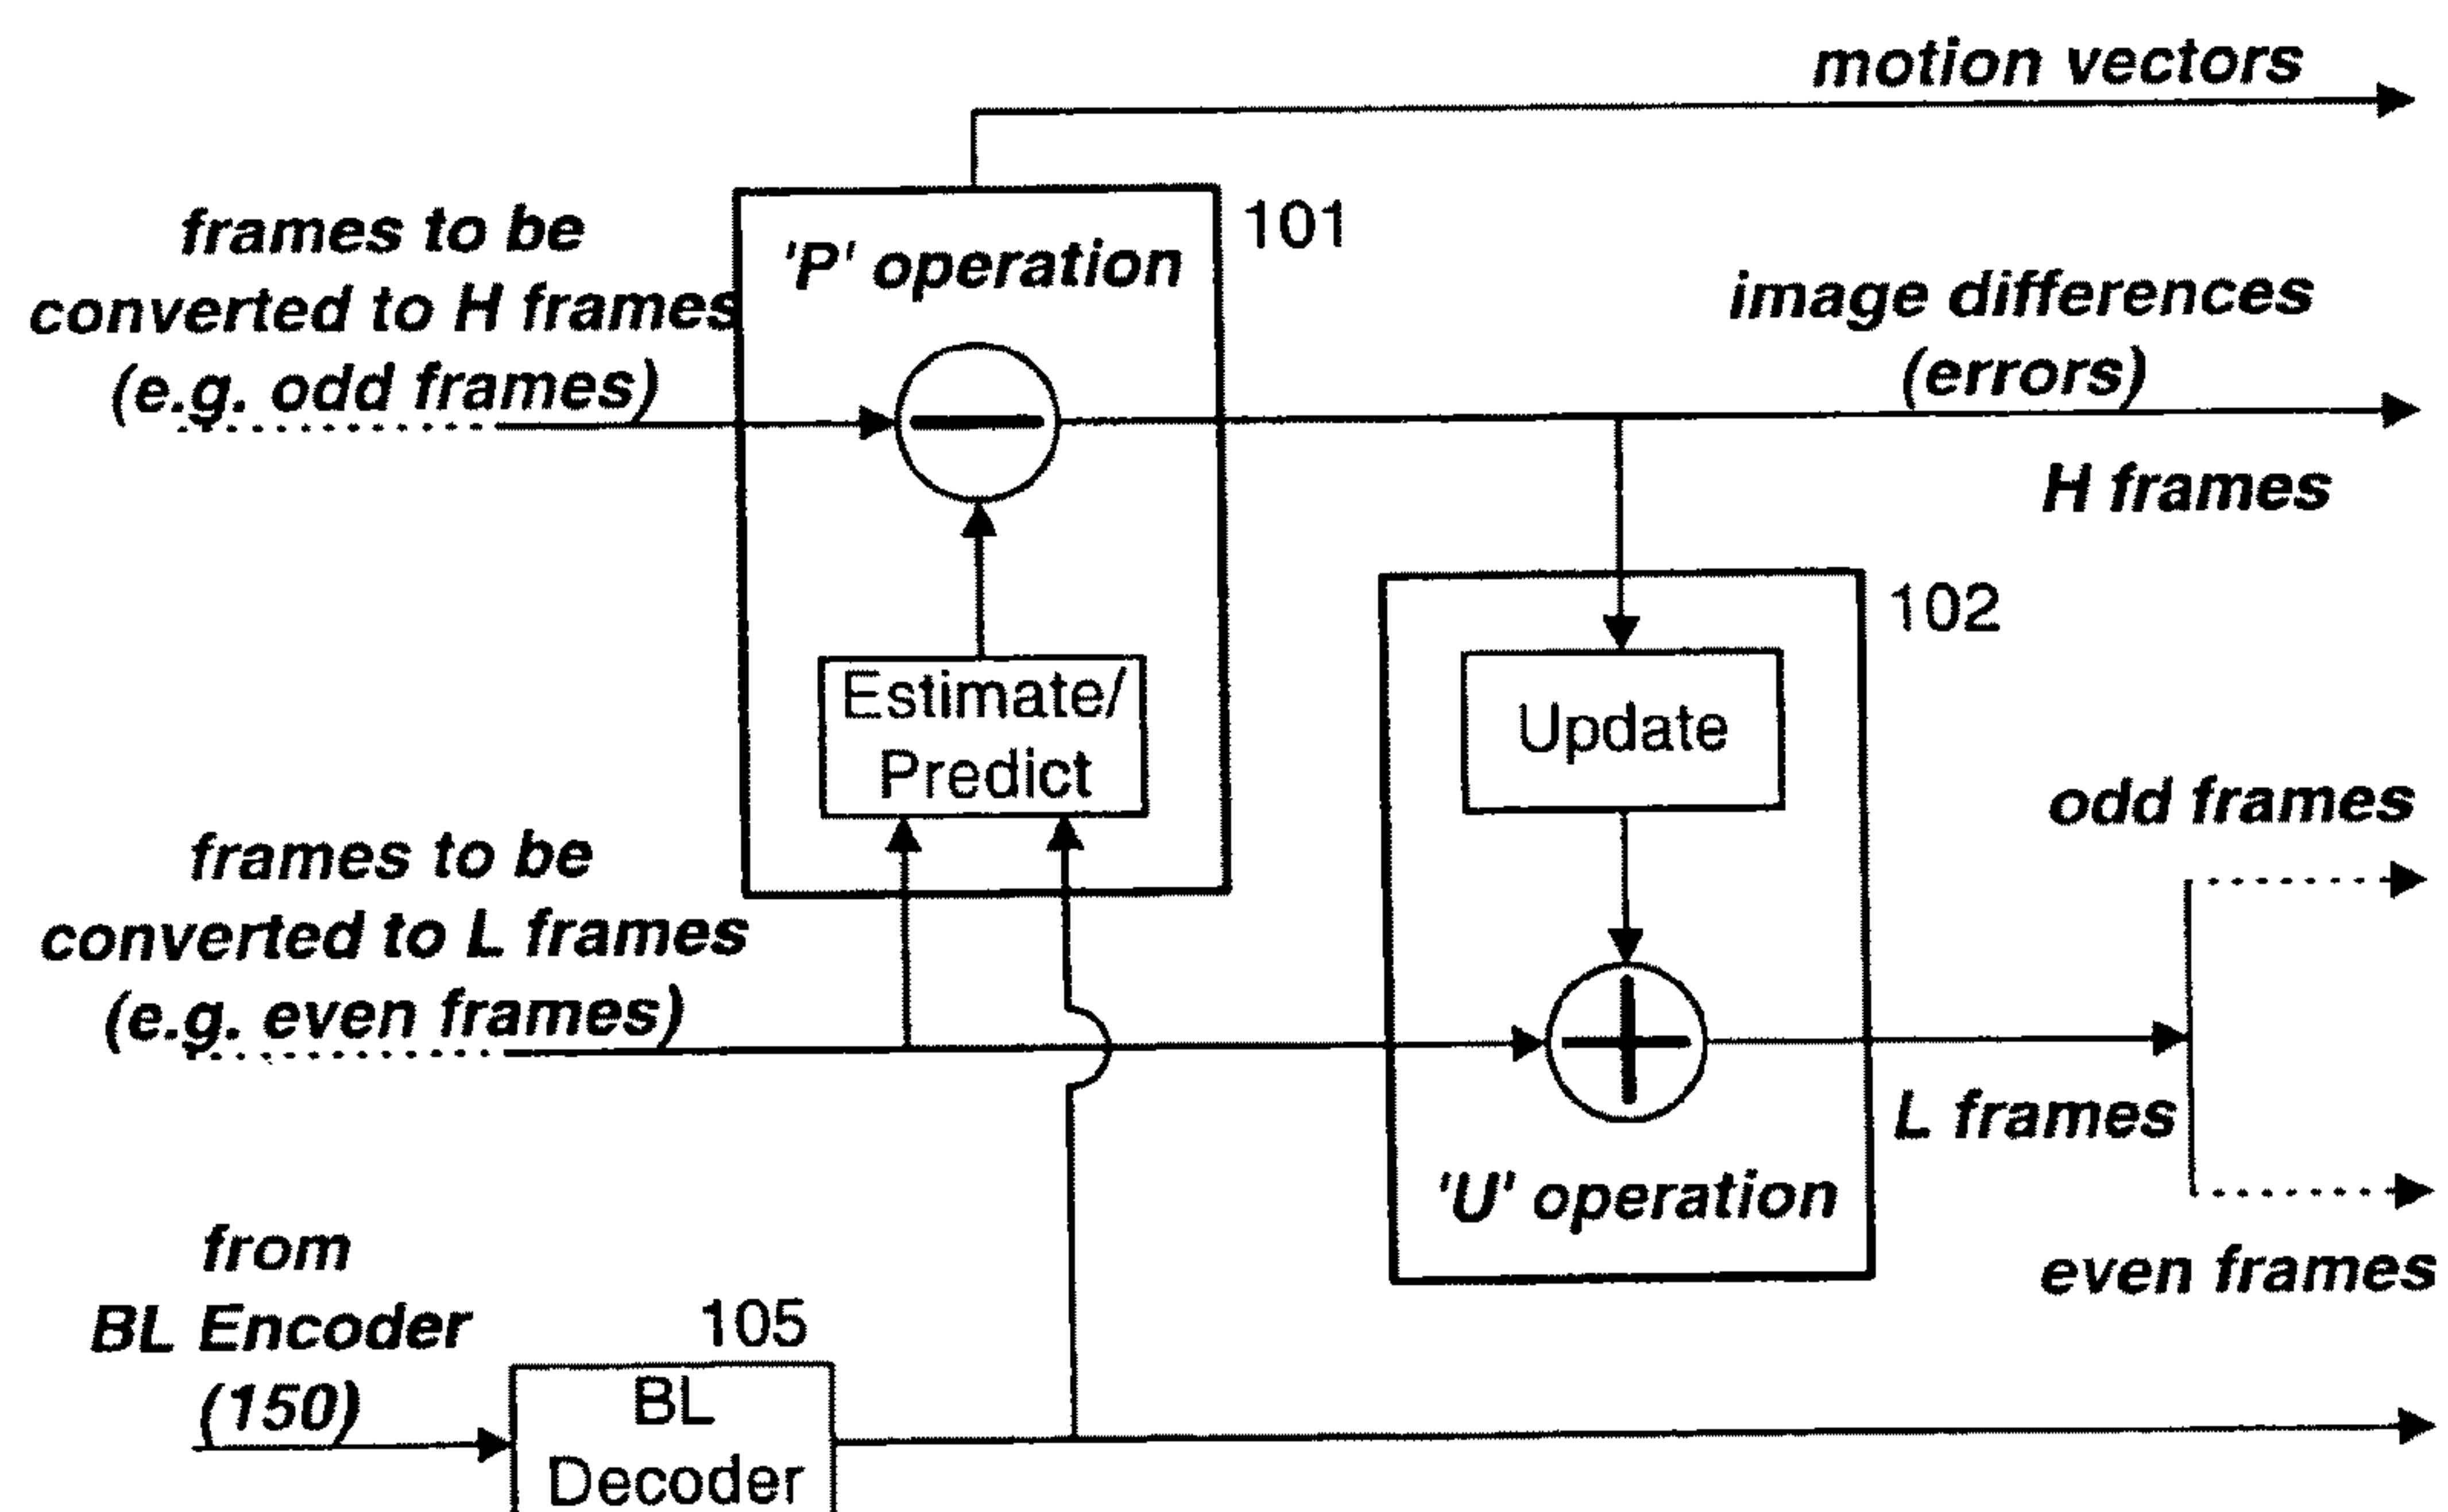 motion vectors
frames to be
converted to H frames
(e.g. odd frames)
'P' operation
101
image differences
(errors)
H frames
Estimate/
Predict
102
Update
odd frames
frames to be
converted to L frames
(e.g. even frames)
L frames
'U' operation
even frames
from
BL Encoder
(150)
105
BL
Decoder